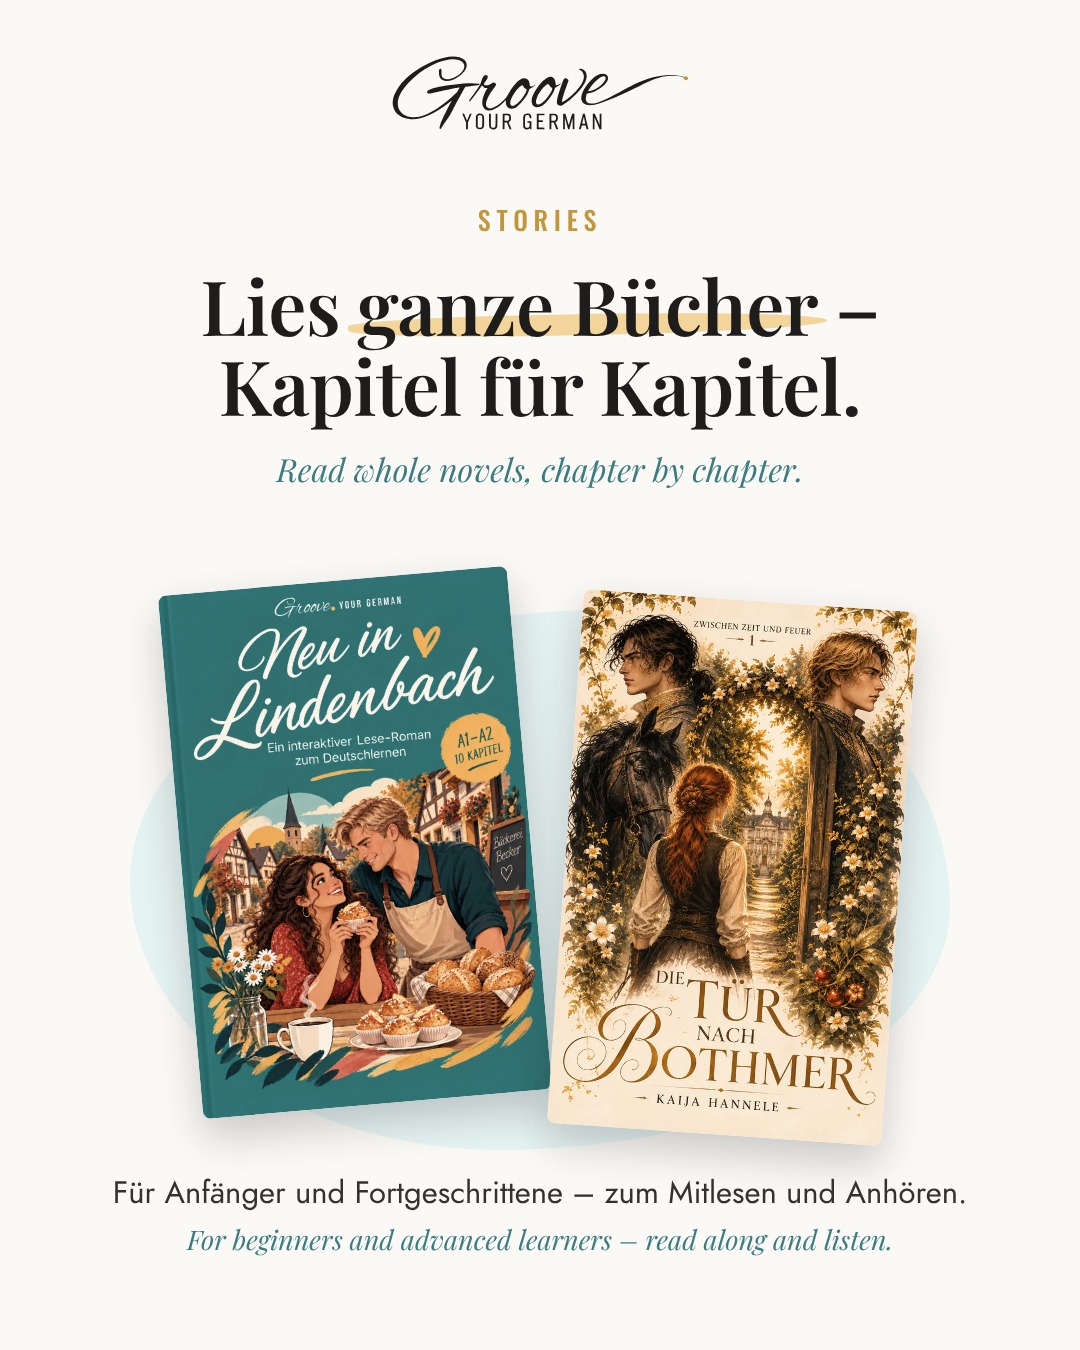 Groove
YOUR GERMAN
STORIES
Lies ganze Bücher –
Kapitel für Kapitel.
Read whole novels, chapter by chapter.
Groove. YOUR GERMAN
Neu in
Lindenbach
Ein interaktiver Lese-Roman
zum Deutschlernen
A1–A2
10 KAPITEL
Bäckerei
Becker
ZWISCHEN ZEIT UND FEUER
1
DIE TÜR
NACH
BOTHMER
KAIJA HANNELE
Für Anfänger und Fortgeschrittene – zum Mitlesen und Anhören.
For beginners and advanced learners – read along and listen.